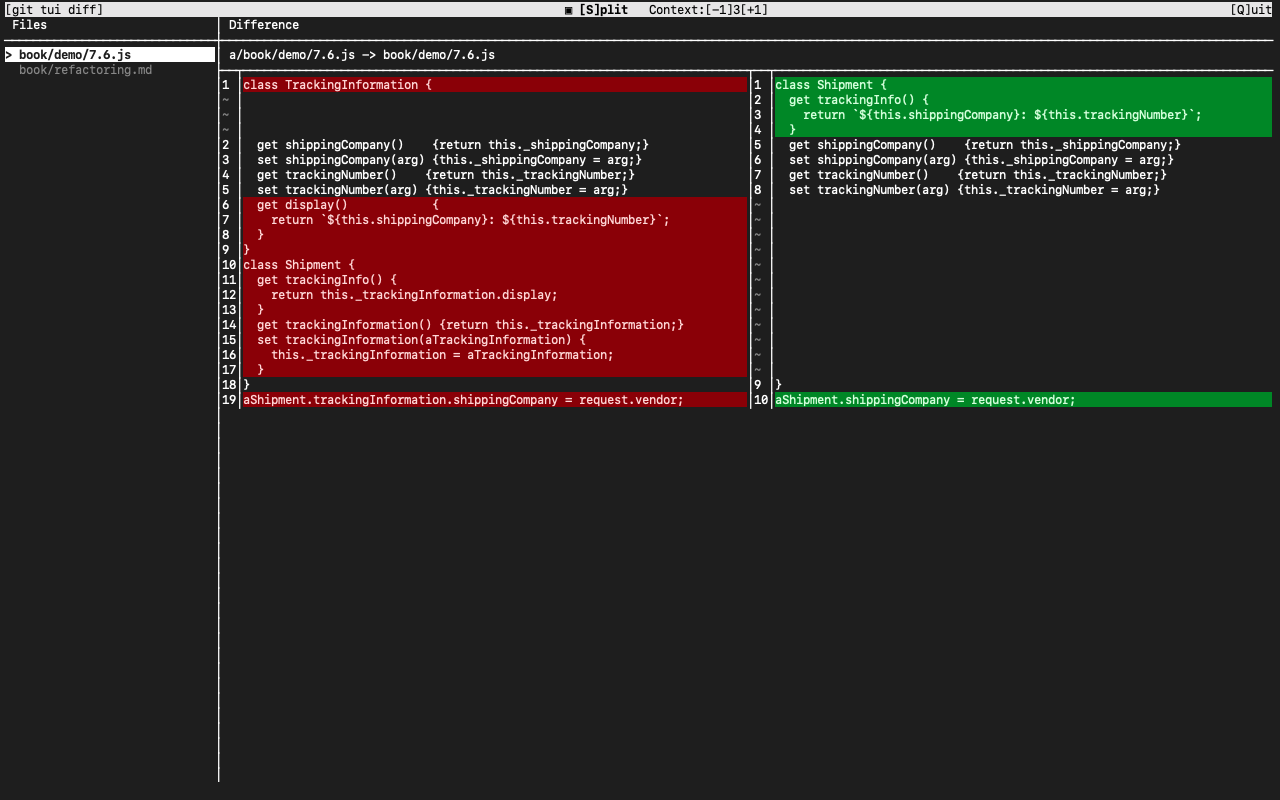 [git tui diff] ▣ [S]plit Context:[-1]3[+1] [Q]uit
Files
> book/demo/7.6.js
book/refactoring.md
Difference
a/book/demo/7.6.js -> book/demo/7.6.js
1 class TrackingInformation {
~
~
~
2   get shippingCompany()    {return this._shippingCompany;}
3   set shippingCompany(arg) {this._shippingCompany = arg;}
4   get trackingNumber()    {return this._trackingNumber;}
5   set trackingNumber(arg) {this._trackingNumber = arg;}
6   get display()            {
7     return `${this.shippingCompany}: ${this.trackingNumber}`;
8   }
9 }
10 class Shipment {
11   get trackingInfo() {
12     return this._trackingInformation.display;
13   }
14   get trackingInformation() {return this._trackingInformation;}
15   set trackingInformation(aTrackingInformation) {
16     this._trackingInformation = aTrackingInformation;
17   }
18 }
19 aShipment.trackingInformation.shippingCompany = request.vendor;
1 class Shipment {
2   get trackingInfo() {
3     return `${this.shippingCompany}: ${this.trackingNumber}`;
4   }
5   get shippingCompany()    {return this._shippingCompany;}
6   set shippingCompany(arg) {this._shippingCompany = arg;}
7   get trackingNumber()    {return this._trackingNumber;}
8   set trackingNumber(arg) {this._trackingNumber = arg;}
~
~
~
~
~
~
~
~
~
~
~
~
9 }
10 aShipment.shippingCompany = request.vendor;